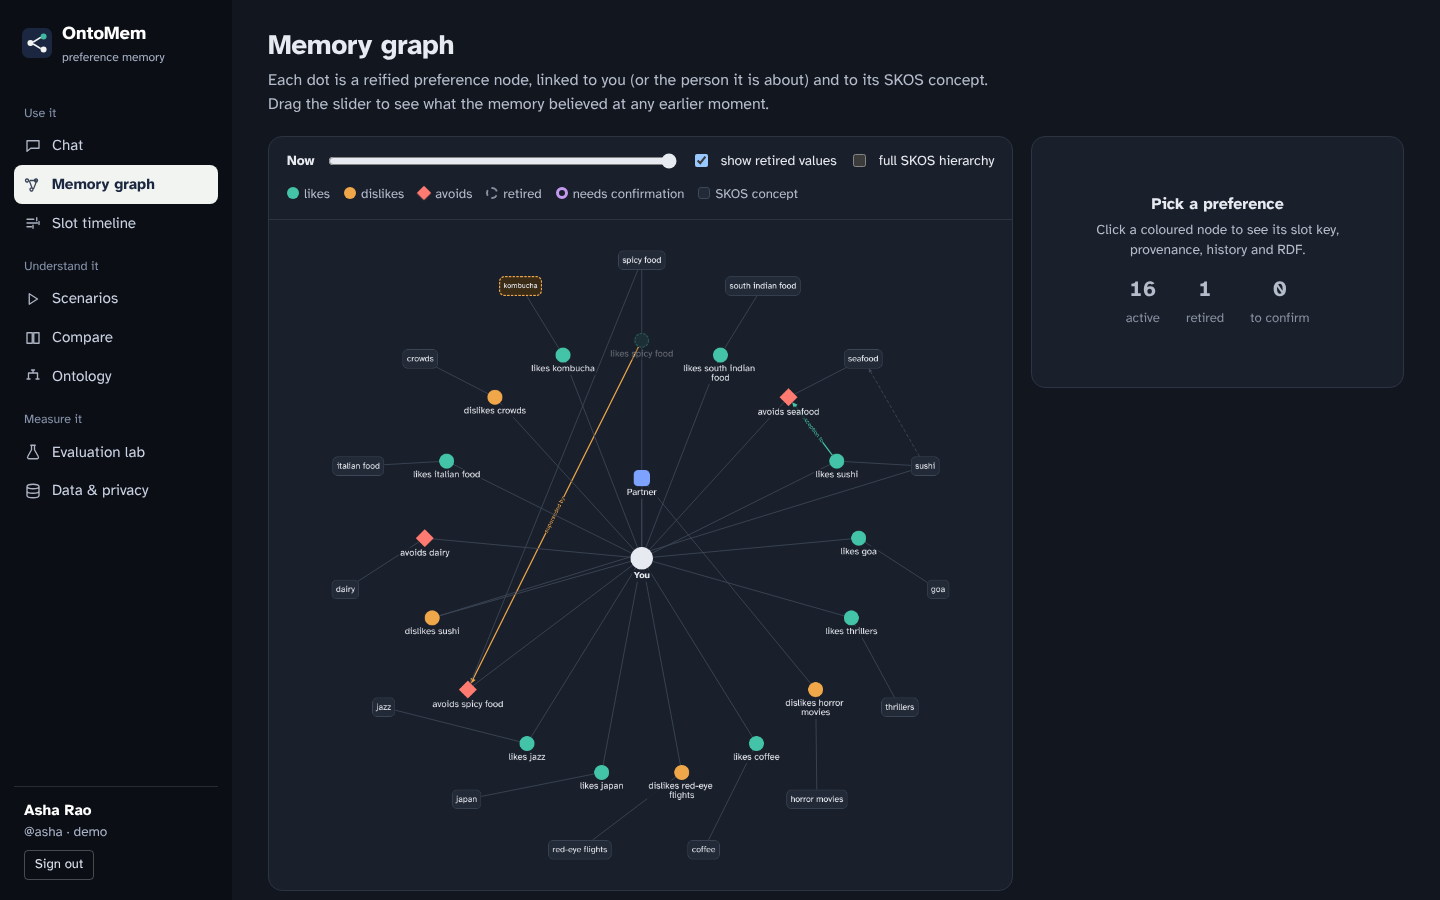 OntoMem
preference memory
Use it
Chat
Memory graph
Slot timeline
Understand it
Scenarios
Compare
Ontology
Measure it
Evaluation lab
Data & privacy
Asha Rao
@asha · demo
Sign out
Memory graph
Each dot is a reified preference node, linked to you (or the person it is about) and to its SKOS concept.
Drag the slider to see what the memory believed at any earlier moment.
Now
show retired values
full SKOS hierarchy
likes
dislikes
avoids
retired
needs confirmation
SKOS concept
spicy food
kombucha
south indian food
likes spicy food
crowds
likes kombucha
likes south indian
food
seafood
dislikes crowds
avoids seafood
italian food
likes italian food
likes sushi
sushi
Partner
superseded by
avoids dairy
likes goa
You
dairy
goa
dislikes sushi
likes thrillers
avoids spicy food
dislikes horror
movies
jazz
thrillers
likes jazz
likes coffee
likes japan
dislikes red-eye
flights
japan
horror movies
red-eye flights
coffee
Pick a preference
Click a coloured node to see its slot key,
provenance, history and RDF.
16
active
1
retired
0
to confirm